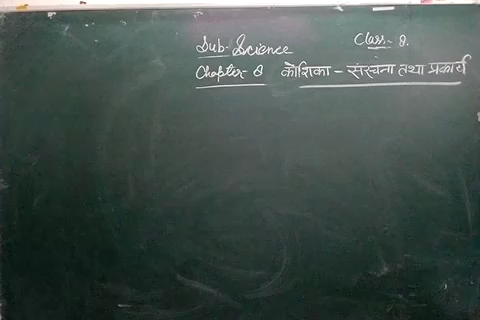 Sub- Science Class- 8.
Chapter- 8 कोशिका - संरचना तथा प्रकार्य